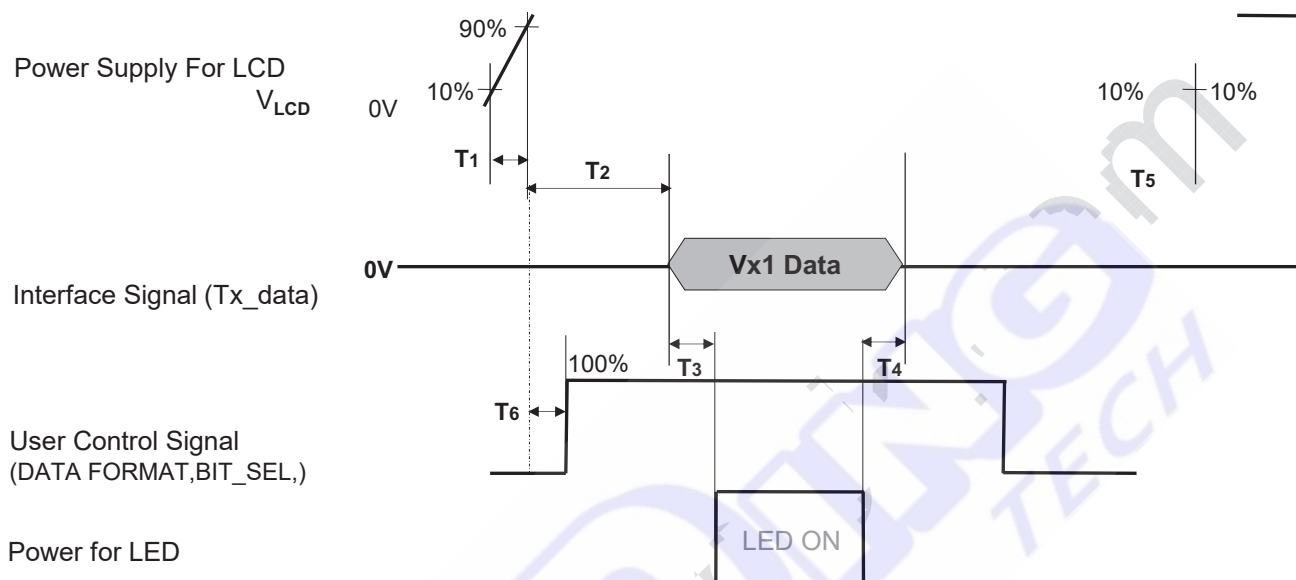 90%
Power Supply For LCD
VLCD
0V
10%
10%
10%
T1
T2
T5
0V
Vx1 Data
Interface Signal (Tx_data)
100%
T3
T4
T6
User Control Signal
(DATA FORMAT,BIT_SEL,)
LED ON
Power for LED
TECH